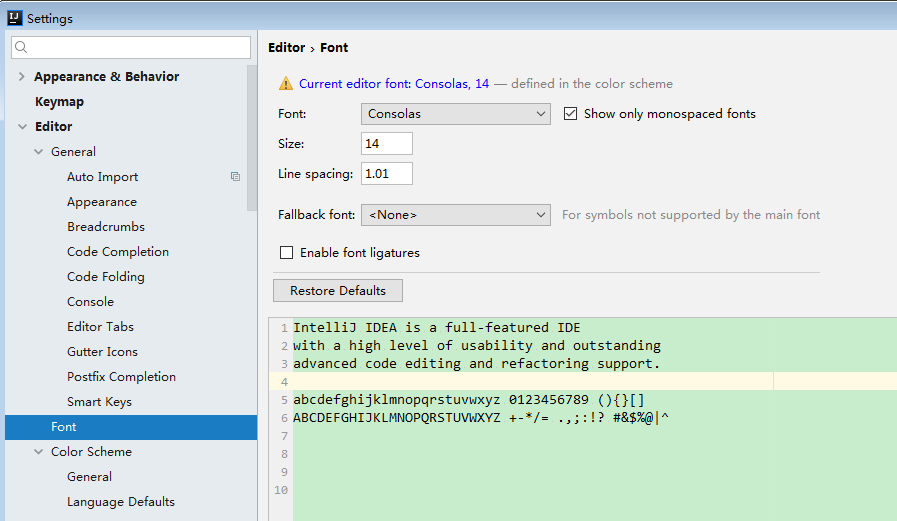 IJ Settings
Appearance & Behavior
Keymap
Editor
General
Auto Import
Appearance
Breadcrumbs
Code Completion
Code Folding
Console
Editor Tabs
Gutter Icons
Postfix Completion
Smart Keys
Font
Color Scheme
General
Language Defaults
Editor › Font
Current editor font: Consolas, 14 — defined in the color scheme
Font: Consolas Show only monospaced fonts
Size: 14
Line spacing: 1.01
Fallback font: <None> For symbols not supported by the main font
Enable font ligatures
Restore Defaults
1 IntelliJ IDEA is a full-featured IDE
2 with a high level of usability and outstanding
3 advanced code editing and refactoring support.
4
5 abcdefghijklmnopqrstuvwxyz 0123456789 (){}[]
6 ABCDEFGHIJKLMNOPQRSTUVWXYZ +-*/= .,;:!? #&$%@|^
7
8
9
10